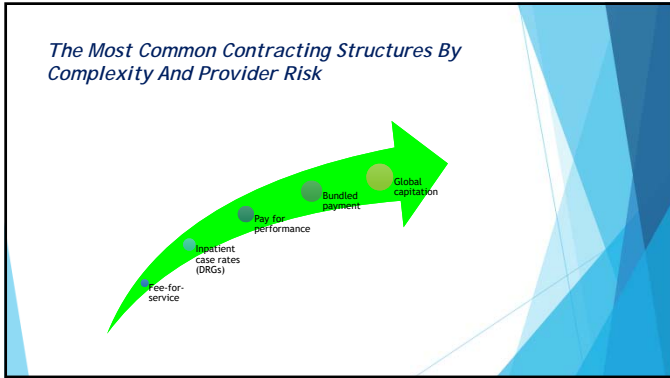 The Most Common Contracting Structures By
Complexity And Provider Risk
Global
capitation
Bundled
payment
Pay for
performance
Inpatient
case rates
(DRGs)
Fee-for-
service